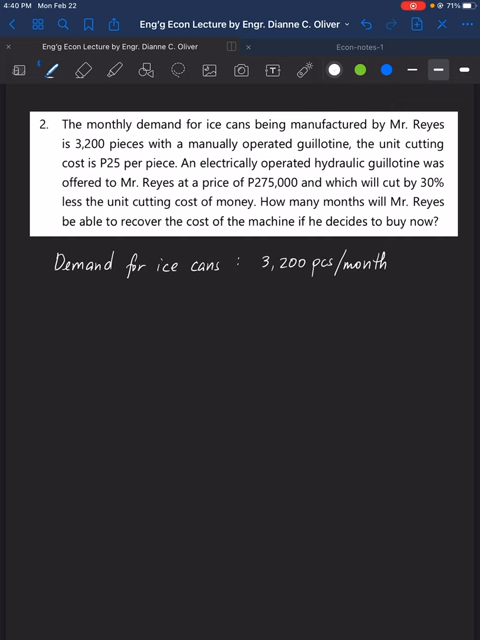 4:40 PM Mon Feb 22
71%
Eng'g Econ Lecture by Engr. Dianne C. Oliver
Eng'g Econ Lecture by Engr. Dianne C. Oliver
Econ-notes-1
2. The monthly demand for ice cans being manufactured by Mr. Reyes
is 3,200 pieces with a manually operated guillotine, the unit cutting
cost is P25 per piece. An electrically operated hydraulic guillotine was
offered to Mr. Reyes at a price of P275,000 and which will cut by 30%
less the unit cutting cost of money. How many months will Mr. Reyes
be able to recover the cost of the machine if he decides to buy now?
Demand for ice cans : 3,200 pcs/month